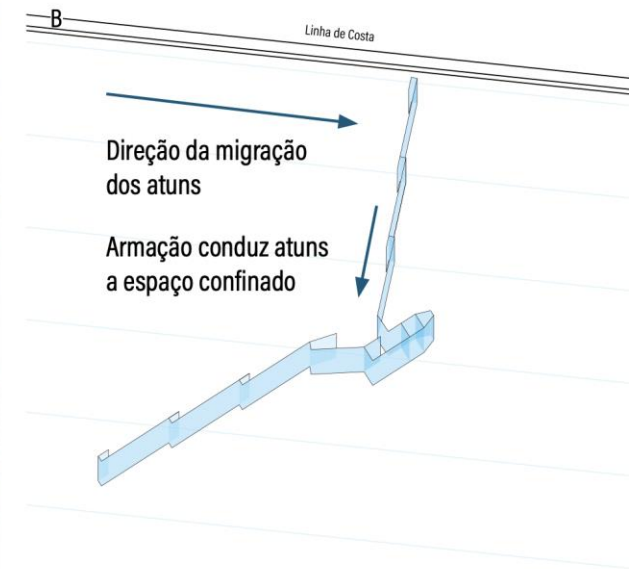 B
Linha de Costa
Direção da migração
dos atuns
Armação conduz atuns
a espaço confinado